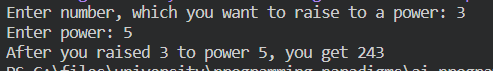 Enter number, which you want to raise to a power: 3
Enter power: 5
After you raised 3 to power 5, you get 243